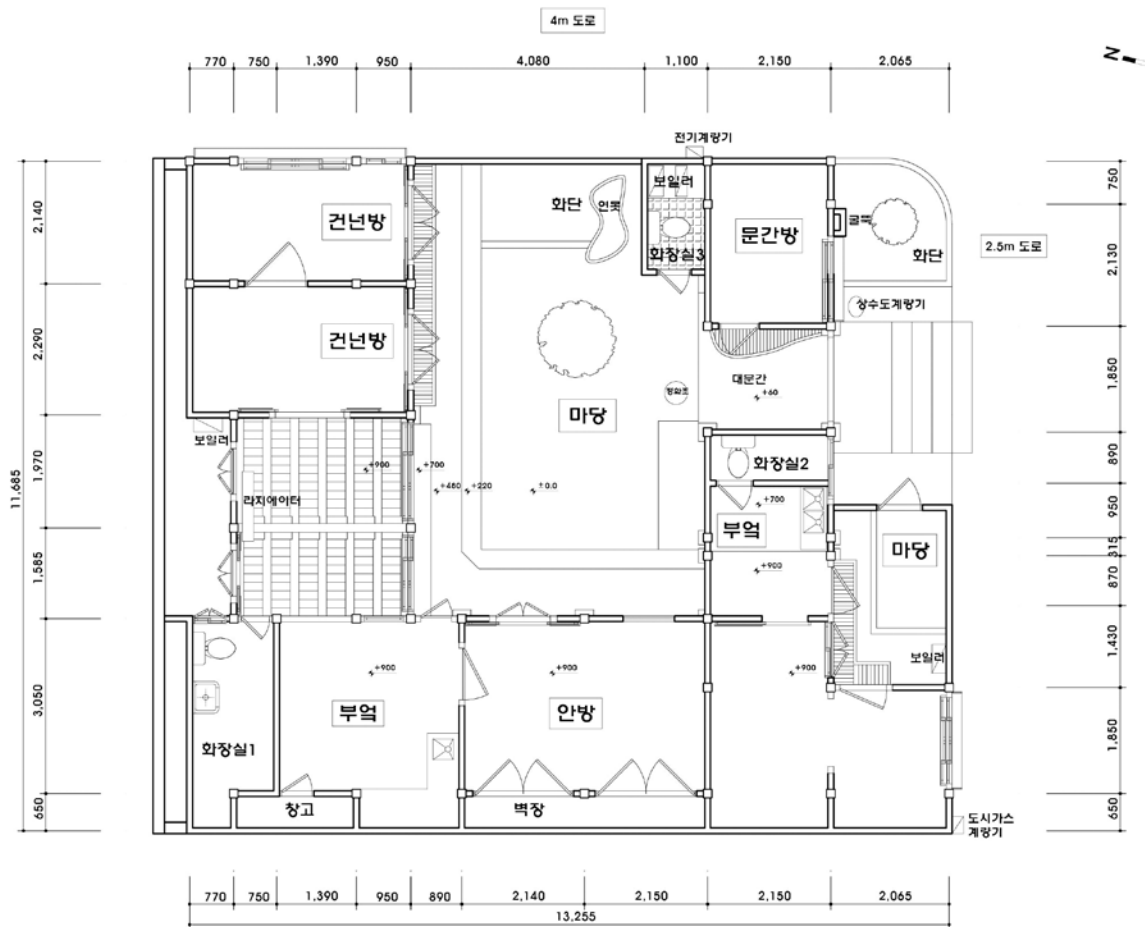 4m 도로
N
770 750 1,390 950 4,080 1,100 2,150 2,065
전기계량기
보일러
건넌방
화단
연못
문간방
굴뚝
2,140
750
2,130
2.5m 도로
화장실3
화단
상수도계량기
건넌방
2,290
대문간
+60
1,850
정화조
마당
보일러
화장실2
890
+900
+700
라지에이터
+480
+220
±0.0
1,970
11,685
+700
부엌
950
마당
315
+900
870
1,585
1,430
보일러
+900
+900
+900
부엌
안방
3,050
화장실1
1,850
창고
벽장
650
650
도시가스
계량기
770 750 1,390 950 890 2,140 2,150 2,150 2,065
13,255